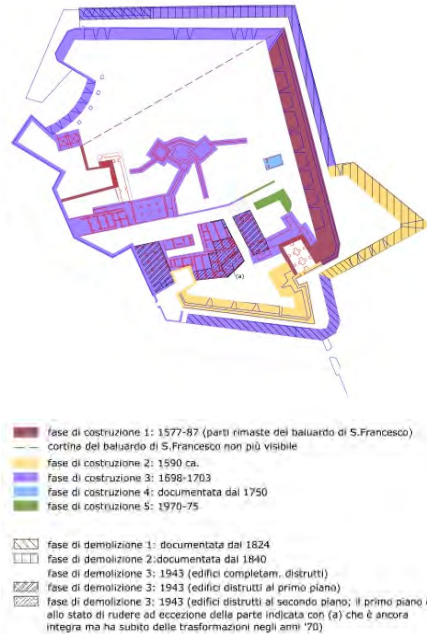 (a)
fase di costruzione 1: 1577-87 (parti rimaste del baluardo di S.Francesco)
cortina del baluardo di S.Francesco non più visibile
fase di costruzione 2: 1590 ca.
fase di costruzione 3: 1698-1703
fase di costruzione 4: documentata dal 1750
fase di costruzione 5: 1970-75
fase di demolizione 1: documentata dal 1824
fase di demolizione 2: documentata dal 1840
fase di demolizione 3: 1943 (edifici completam. distrutti)
fase di demolizione 3: 1943 (edifici distrutti al primo piano)
fase di demolizione 3: 1943 (edifici distrutti al secondo piano; il primo piano è
allo stato di rudere ad eccezione della parte indicata con (a) che è ancora
integra ma ha subito delle trasformazioni negli anni '70)